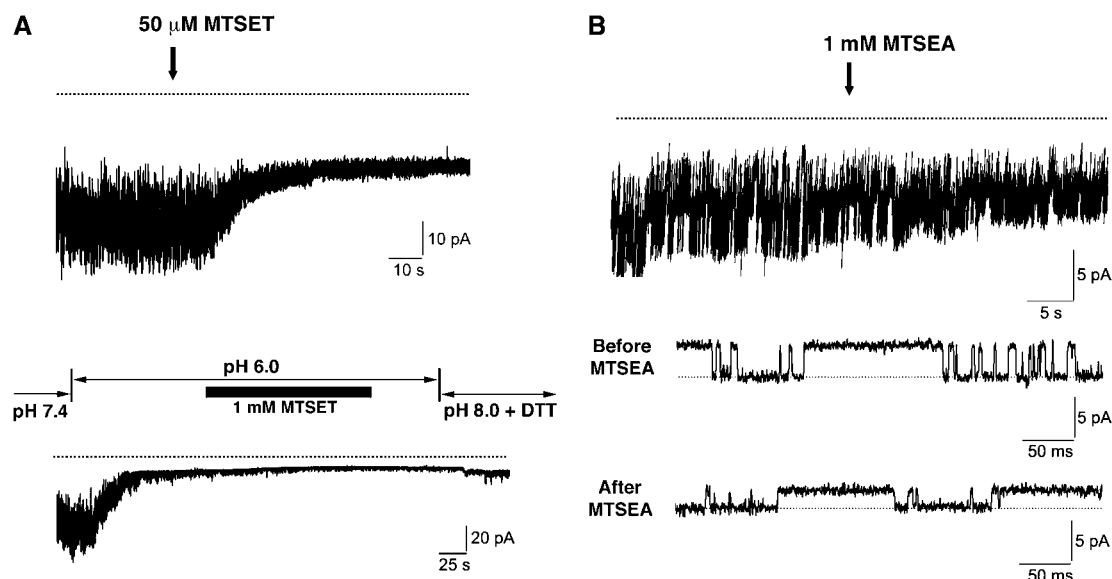 A
50 μM MTSET
10 pA
10 s
pH 6.0
pH 7.4
1 mM MTSET
pH 8.0 + DTT
20 pA
25 s
B
1 mM MTSEA
5 pA
5 s
Before
MTSEA
5 pA
50 ms
After
MTSEA
5 pA
50 ms